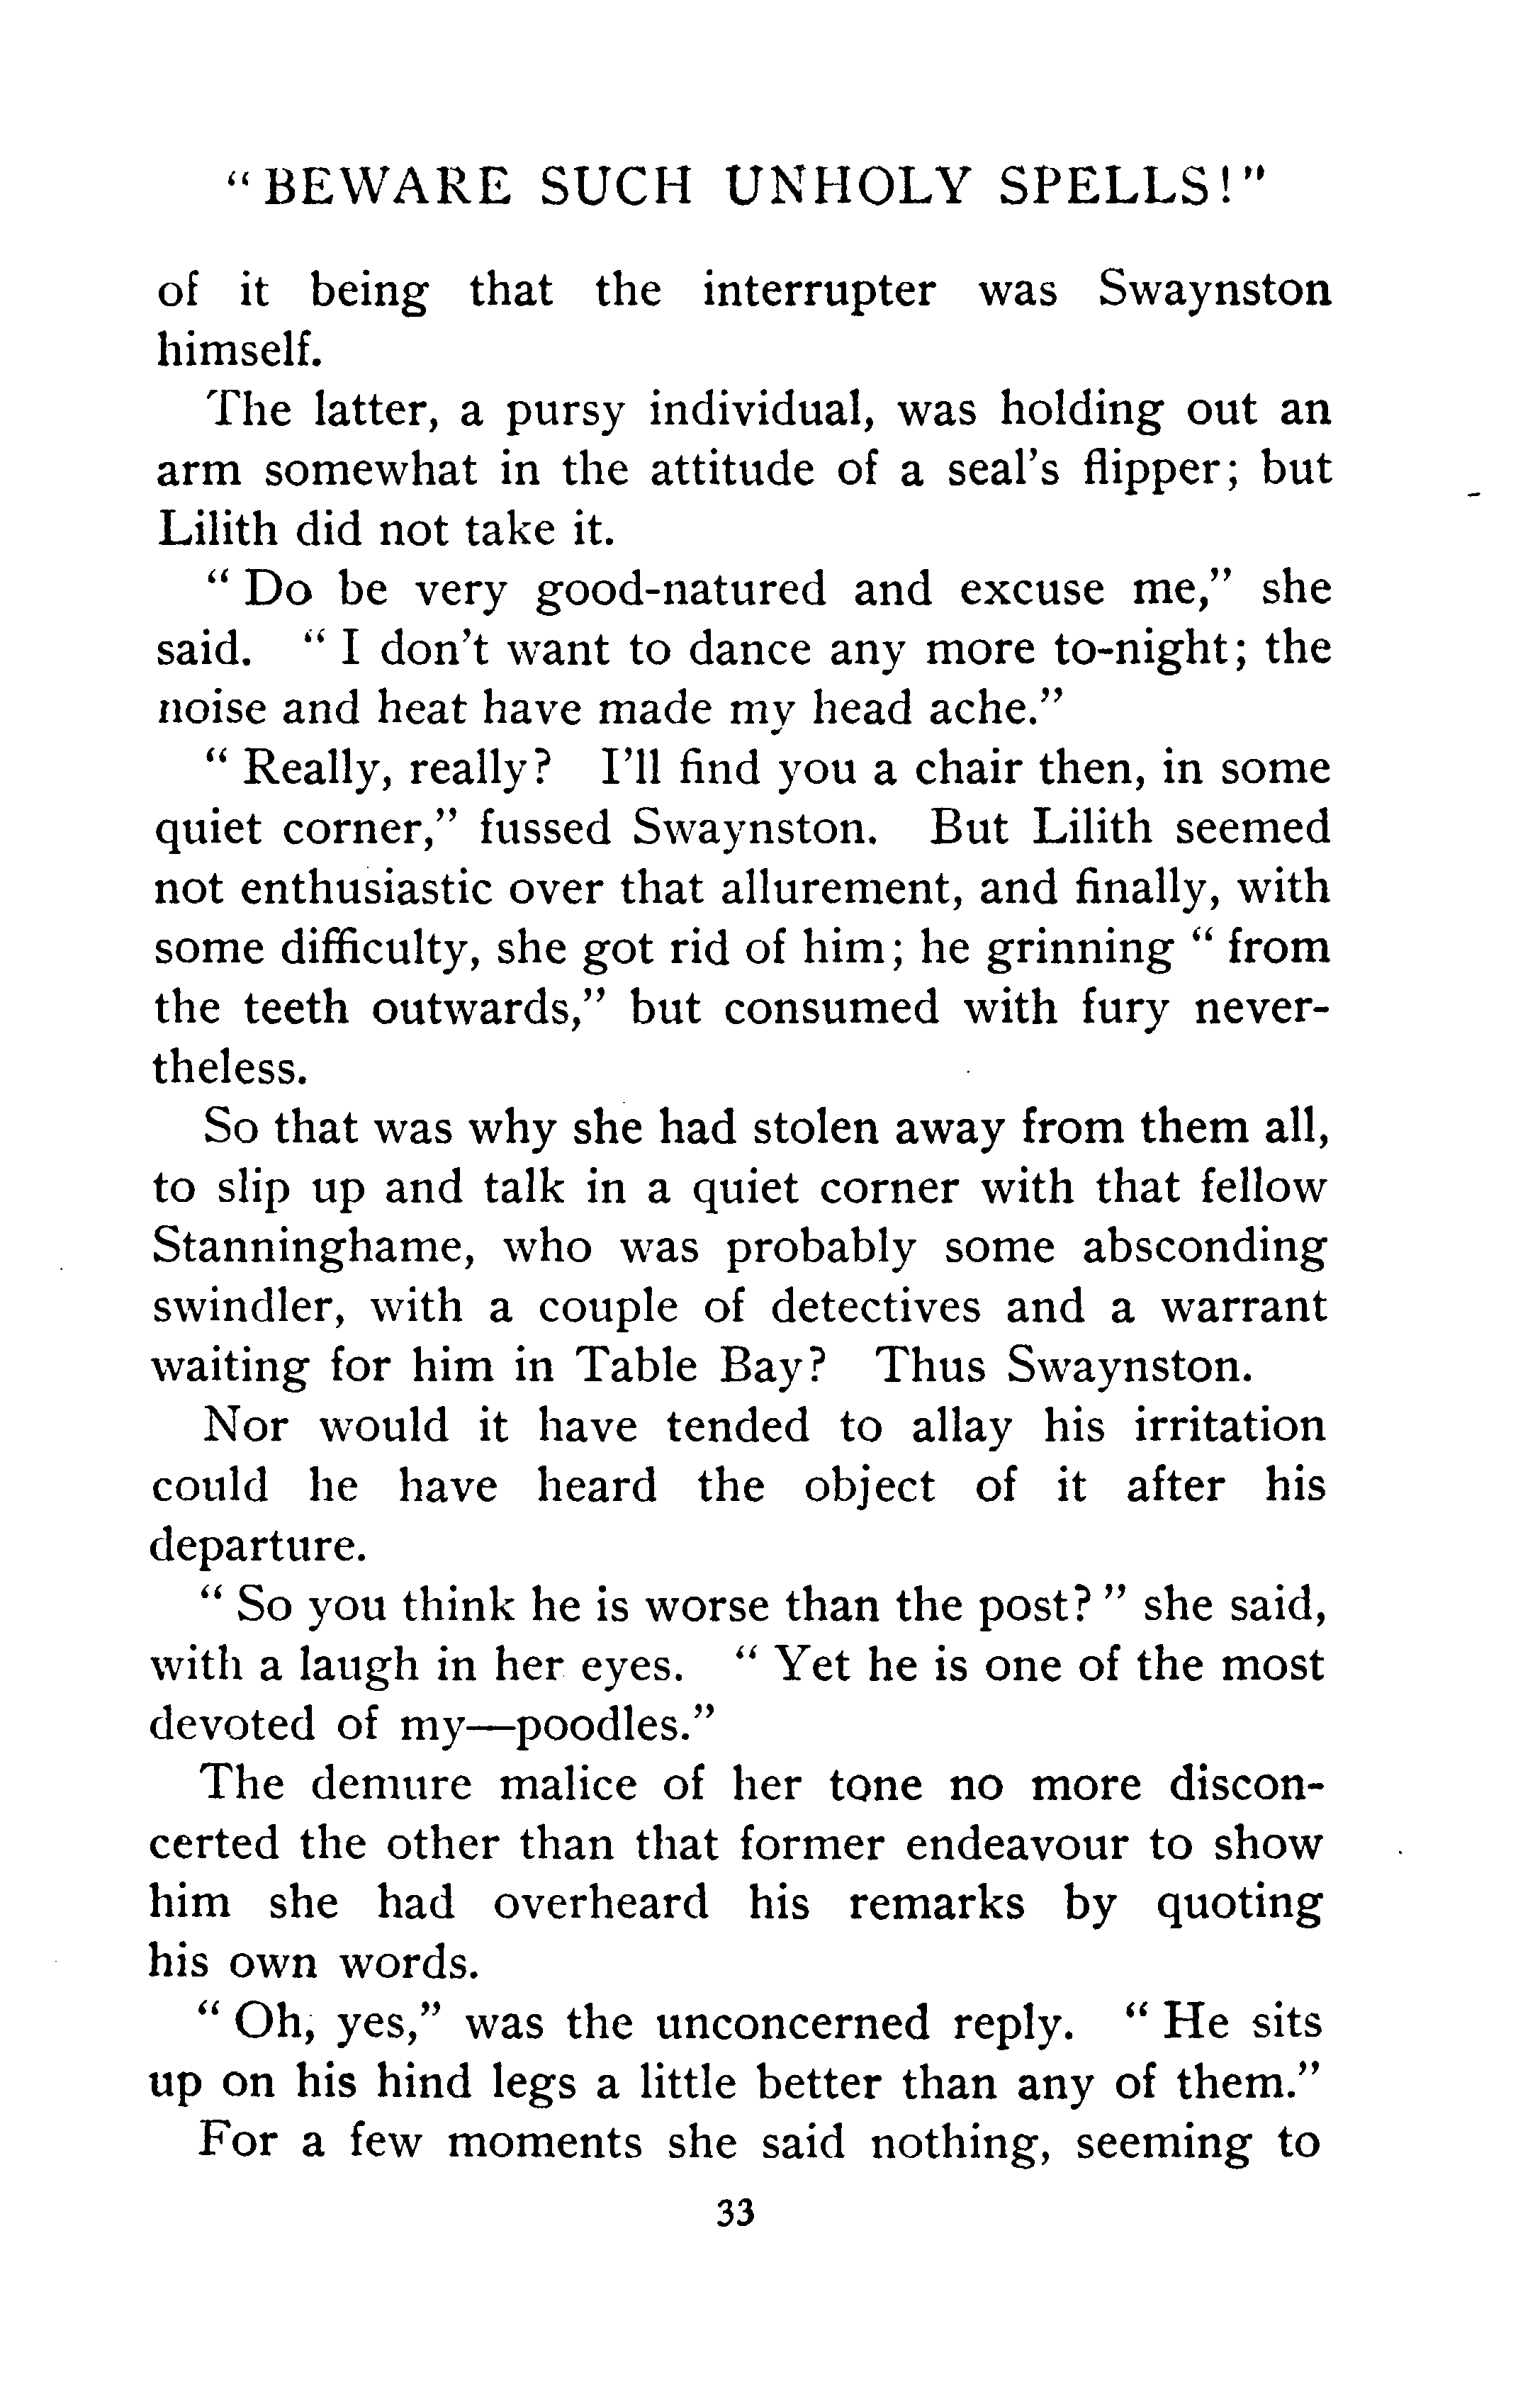 "BEWARE SUCH UNHOLY SPELLS!"
of it being that the interrupter was Swaynston
himself.
The latter, a pursy individual, was holding out an
arm somewhat in the attitude of a seal's flipper; but
Lilith did not take it.
"Do be very good-natured and excuse me," she
said. "I don't want to dance any more to-night; the
noise and heat have made my head ache."
"Really, really? I'll find you a chair then, in some
quiet corner," fussed Swaynston. But Lilith seemed
not enthusiastic over that allurement, and finally, with
some difficulty, she got rid of him; he grinning "from
the teeth outwards," but consumed with fury never-
theless.
So that was why she had stolen away from them all,
to slip up and talk in a quiet corner with that fellow
Stanninghame, who was probably some absconding
swindler, with a couple of detectives and a warrant
waiting for him in Table Bay? Thus Swaynston.
Nor would it have tended to allay his irritation
could he have heard the object of it after his
departure.
"So you think he is worse than the post?" she said,
with a laugh in her eyes. "Yet he is one of the most
devoted of my—poodles."
The demure malice of her tone no more discon-
certed the other than that former endeavour to show
him she had overheard his remarks by quoting
his own words.
"Oh, yes," was the unconcerned reply. "He sits
up on his hind legs a little better than any of them."
For a few moments she said nothing, seeming to
33